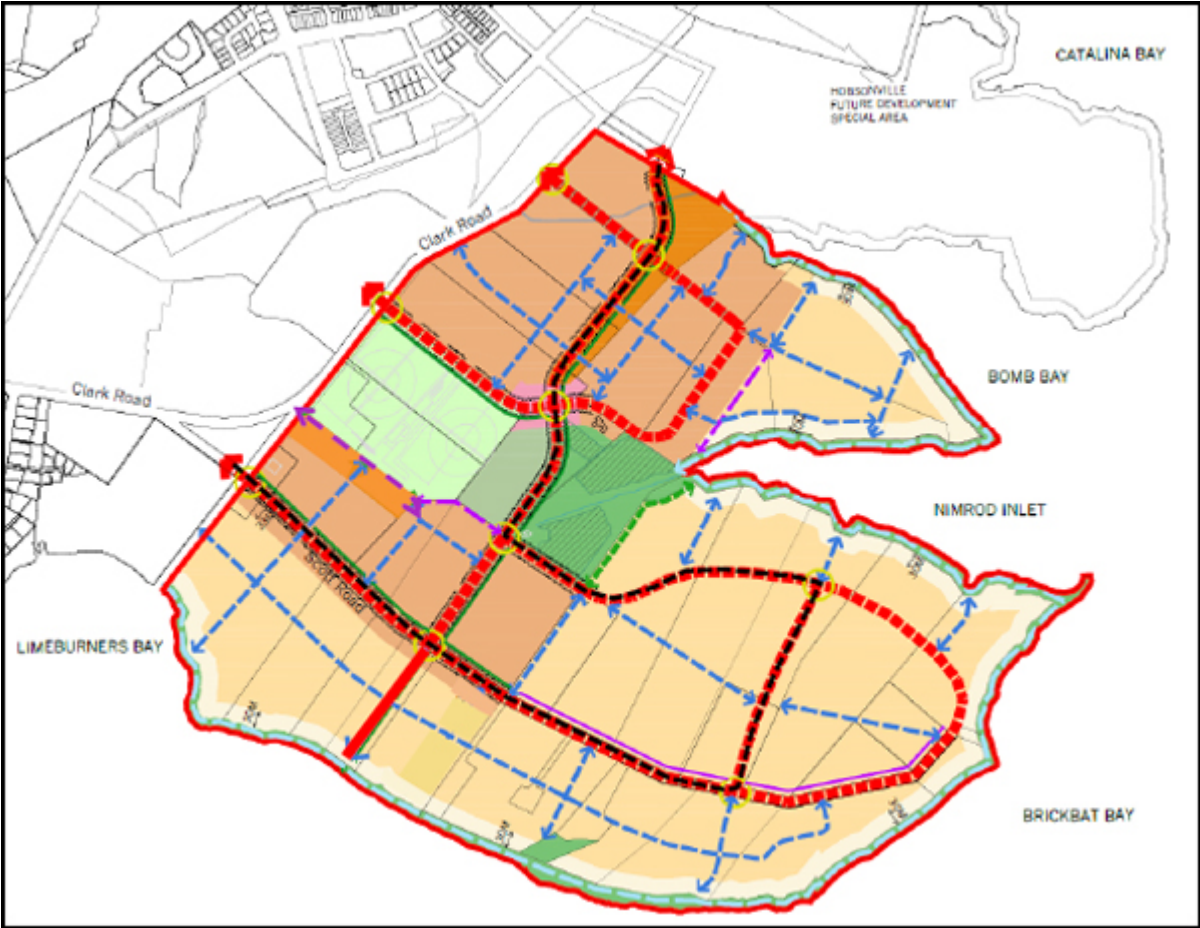 CATALINA BAY
HOBSONVILLE
FUTURE DEVELOPMENT
SPECIAL AREA
Clark Road
Clark Road
BOMB BAY
NIMROD INLET
Scott Road
LIMEBURNERS BAY
BRICKBAT BAY